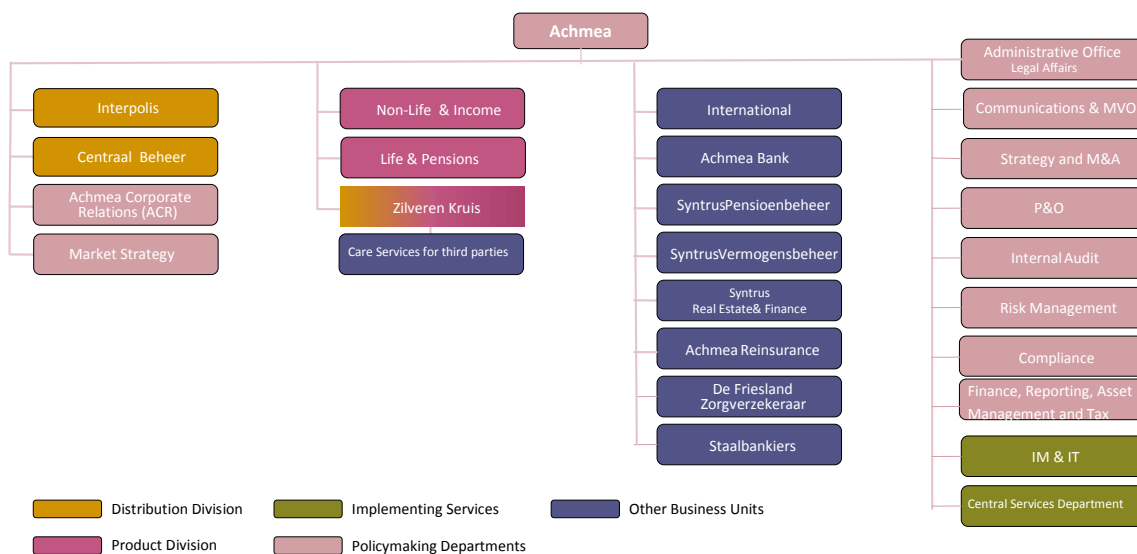 Achmea
Interpolis
Centraal Beheer
Achmea Corporate
Relations (ACR)
Market Strategy
Non-Life & Income
Life & Pensions
Zilveren Kruis
Care Services for third parties
International
Achmea Bank
SyntrusPensioenbeheer
SyntrusVermogensbeheer
Syntrus
Real Estate& Finance
Achmea Reinsurance
De Friesland
Zorgverzekeraar
Staalbankiers
Administrative Office
Legal Affairs
Communications & MVO
Strategy and M&A
P&O
Internal Audit
Risk Management
Compliance
Finance, Reporting, Asset
Management and Tax
IM & IT
Central Services Department
Distribution Division
Implementing Services
Other Business Units
Product Division
Policymaking Departments